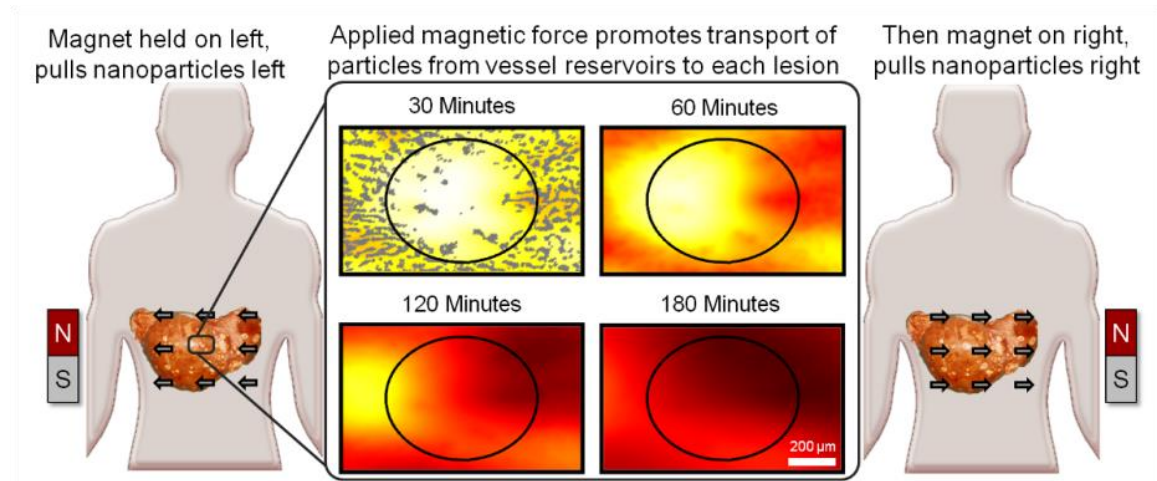 Magnet held on left,
pulls nanoparticles left
Applied magnetic force promotes transport of
particles from vessel reservoirs to each lesion
Then magnet on right,
pulls nanoparticles right
30 Minutes
60 Minutes
120 Minutes
180 Minutes
200 µm
N
S
N
S